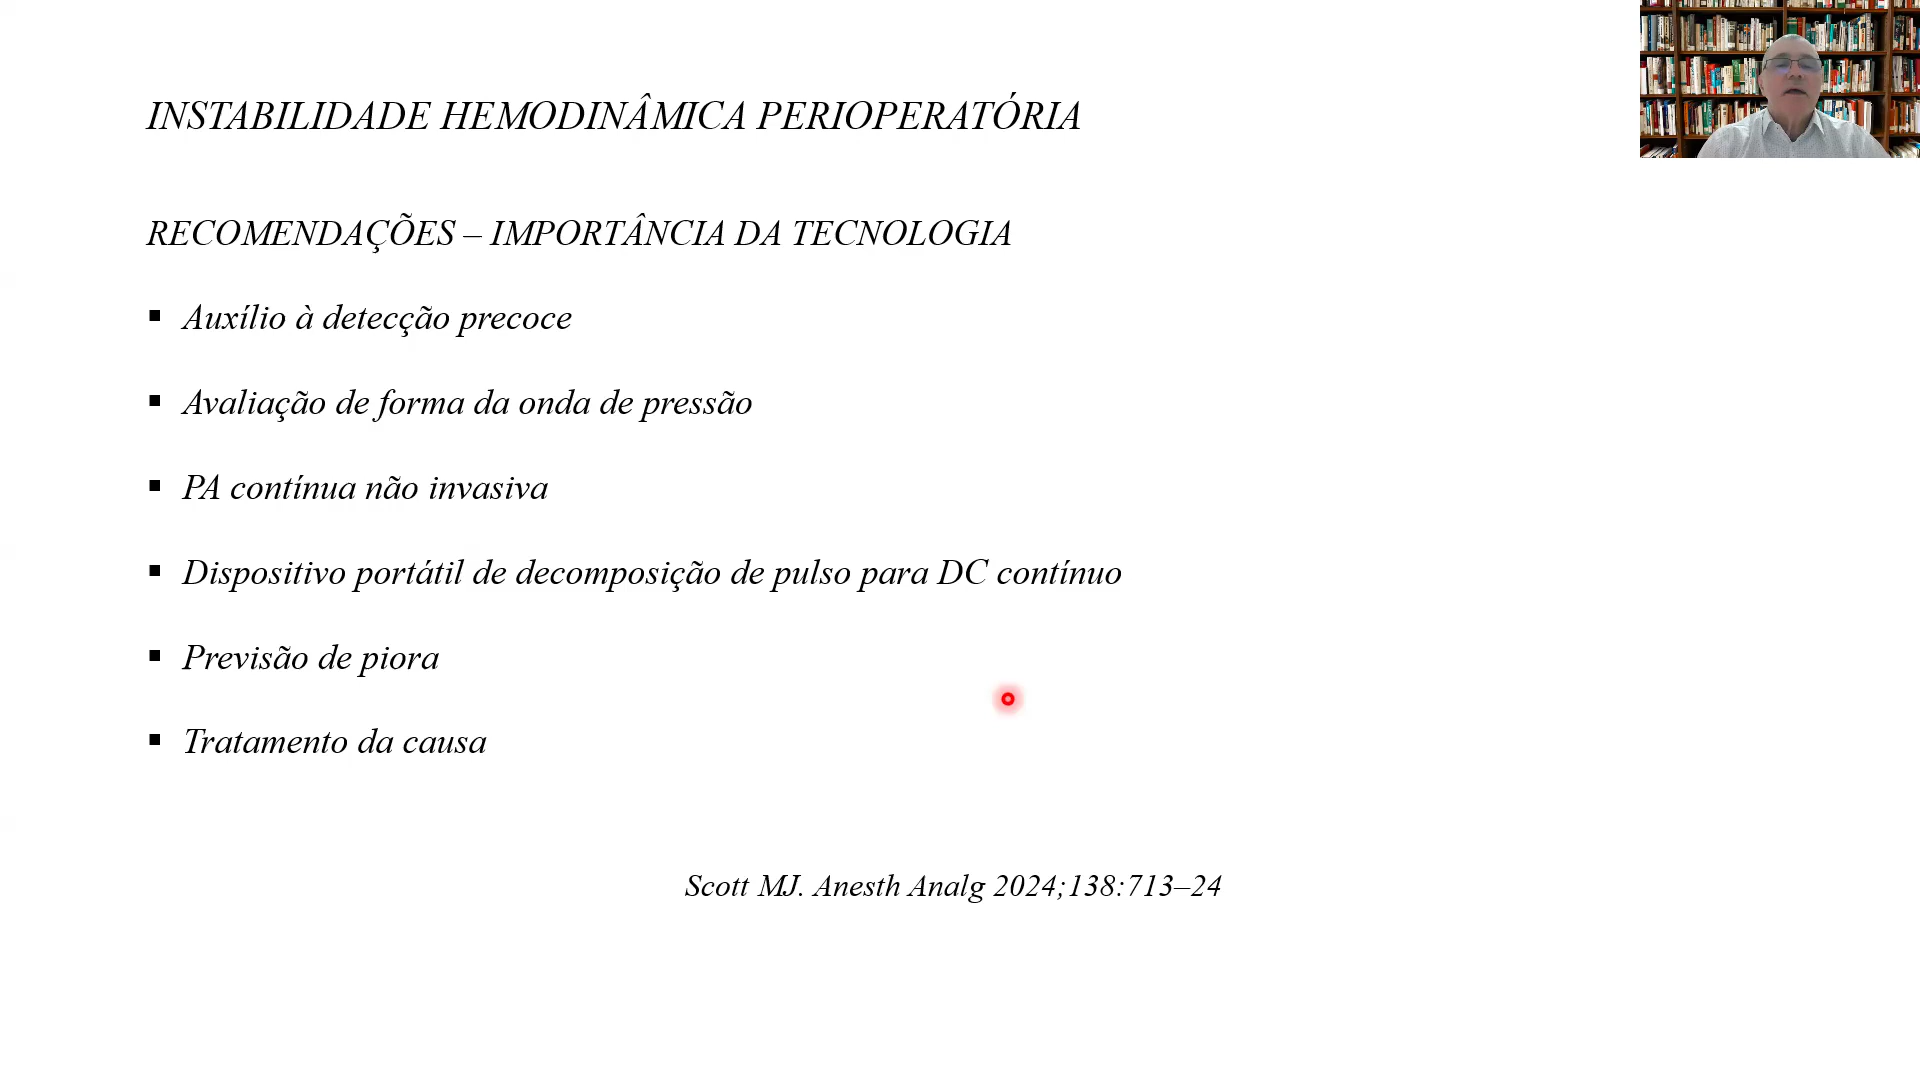 INSTABILIDADE HEMODINÂMICA PERIOPERATÓRIA
RECOMENDAÇÕES – IMPORTÂNCIA DA TECNOLOGIA
▪ Auxílio à detecção precoce
▪ Avaliação de forma da onda de pressão
▪ PA contínua não invasiva
▪ Dispositivo portátil de decomposição de pulso para DC contínuo
▪ Previsão de piora
▪ Tratamento da causa
Scott MJ. Anesth Analg 2024;138:713–24